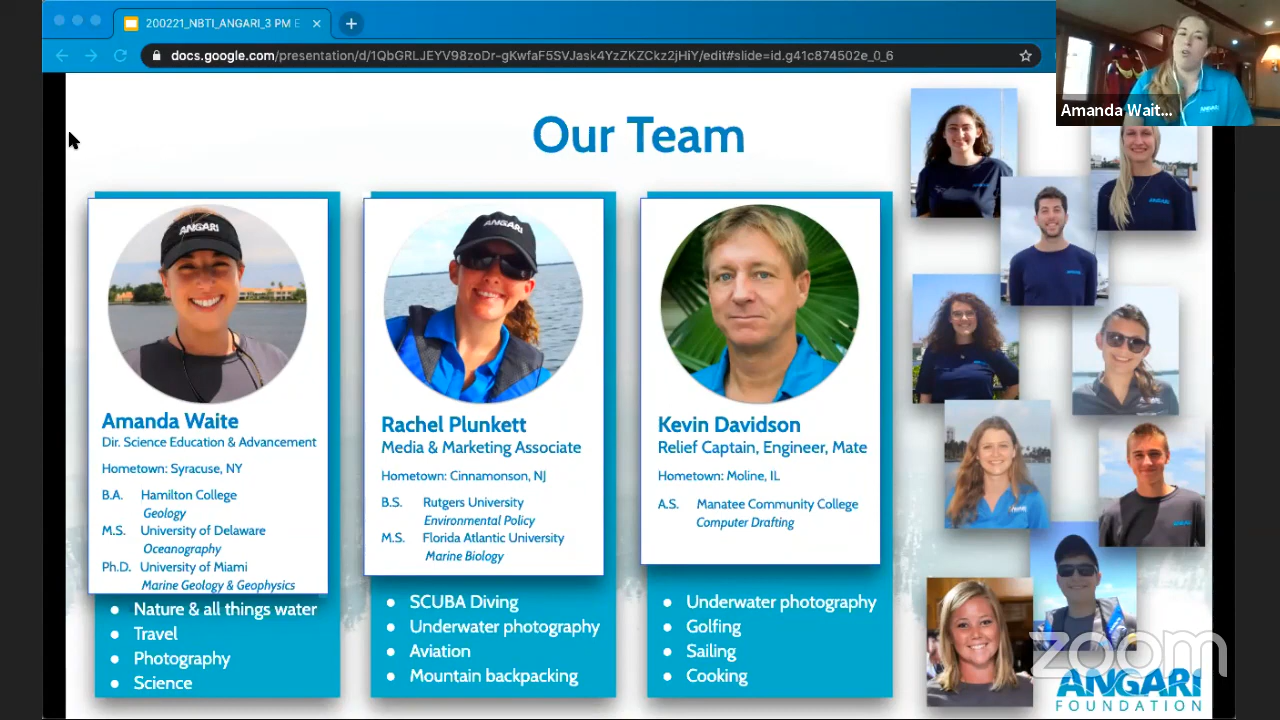 200221_NBTI_ANGARI_3 PM E
docs.google.com/presentation/d/1QbGRLJEYV98zoDr-gKwfaF5SVJask4YzZKZCkz2jHiY/edit#slide=id.g41c874502e_0_6
Amanda Wait...
Our Team
ANGARI
Amanda Waite
Dir. Science Education & Advancement
Hometown: Syracuse, NY
B.A. Hamilton College
Geology
M.S. University of Delaware
Oceanography
Ph.D. University of Miami
Marine Geology & Geophysics
• Nature & all things water
• Travel
• Photography
• Science
ANGARI
Rachel Plunkett
Media & Marketing Associate
Hometown: Cinnamonson, NJ
B.S. Rutgers University
Environmental Policy
M.S. Florida Atlantic University
Marine Biology
• SCUBA Diving
• Underwater photography
• Aviation
• Mountain backpacking
Kevin Davidson
Relief Captain, Engineer, Mate
Hometown: Moline, IL
A.S. Manatee Community College
Computer Drafting
• Underwater photography
• Golfing
• Sailing
• Cooking
ANGARI
ANGARI
zoom
ANGARI
FOUNDATION